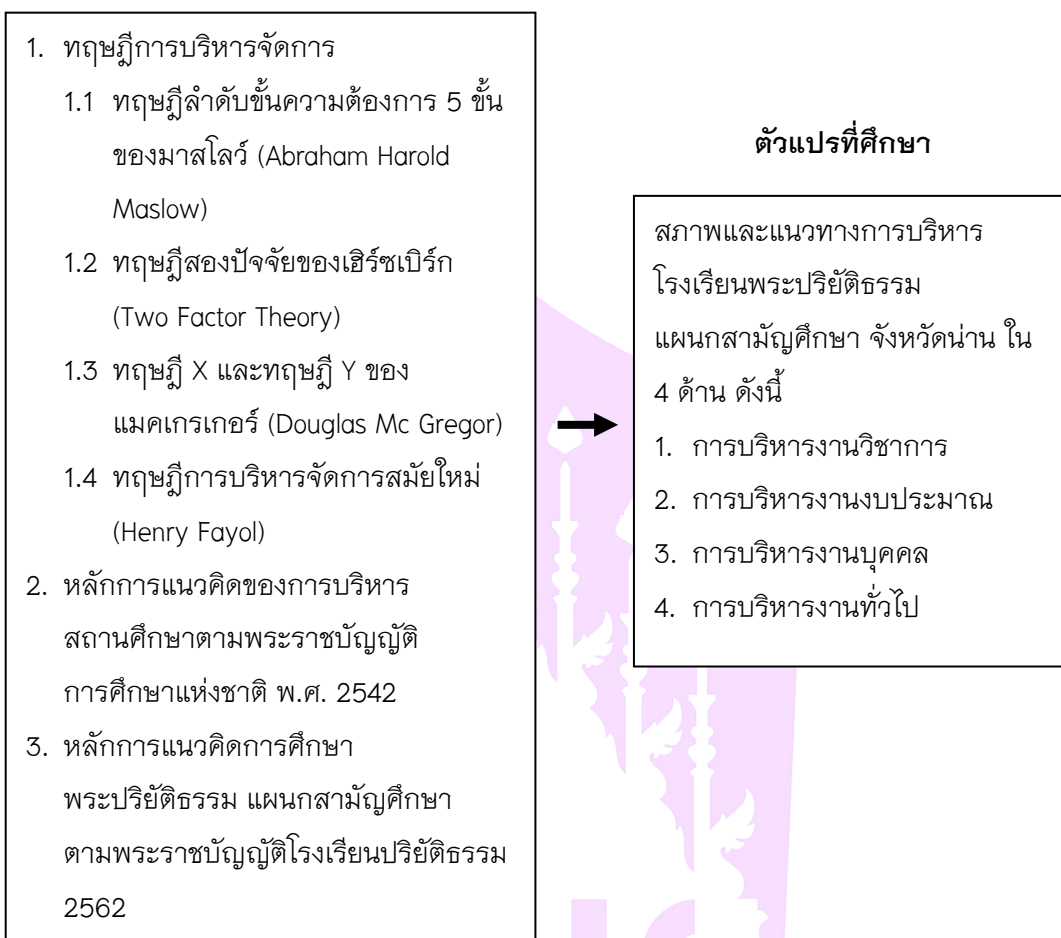 1. ทฤษฎีการบริหารจัดการ
1.1 ทฤษฎีลำดับขั้นความต้องการ 5 ขั้น
ของมาสโลว์ (Abraham Harold
Maslow)
1.2 ทฤษฎีสองปัจจัยของเฮิร์ซเบิร์ก
(Two Factor Theory)
1.3 ทฤษฎี X และทฤษฎี Y ของ
แมคเกรเกอร์ (Douglas Mc Gregor)
1.4 ทฤษฎีการบริหารจัดการสมัยใหม่
(Henry Fayol)
2. หลักการแนวคิดของการบริหาร
สถานศึกษาตามพระราชบัญญัติ
การศึกษาแห่งชาติ พ.ศ. 2542
3. หลักการแนวคิดการศึกษา
พระปริยัติธรรม แผนกสามัญศึกษา
ตามพระราชบัญญัติโรงเรียนปริยัติธรรม
2562
ตัวแปรที่ศึกษา
สภาพและแนวทางการบริหาร
โรงเรียนพระปริยัติธรรม
แผนกสามัญศึกษา จังหวัดน่าน ใน
4 ด้าน ดังนี้
1. การบริหารงานวิชาการ
2. การบริหารงานงบประมาณ
3. การบริหารงานบุคคล
4. การบริหารงานทั่วไป